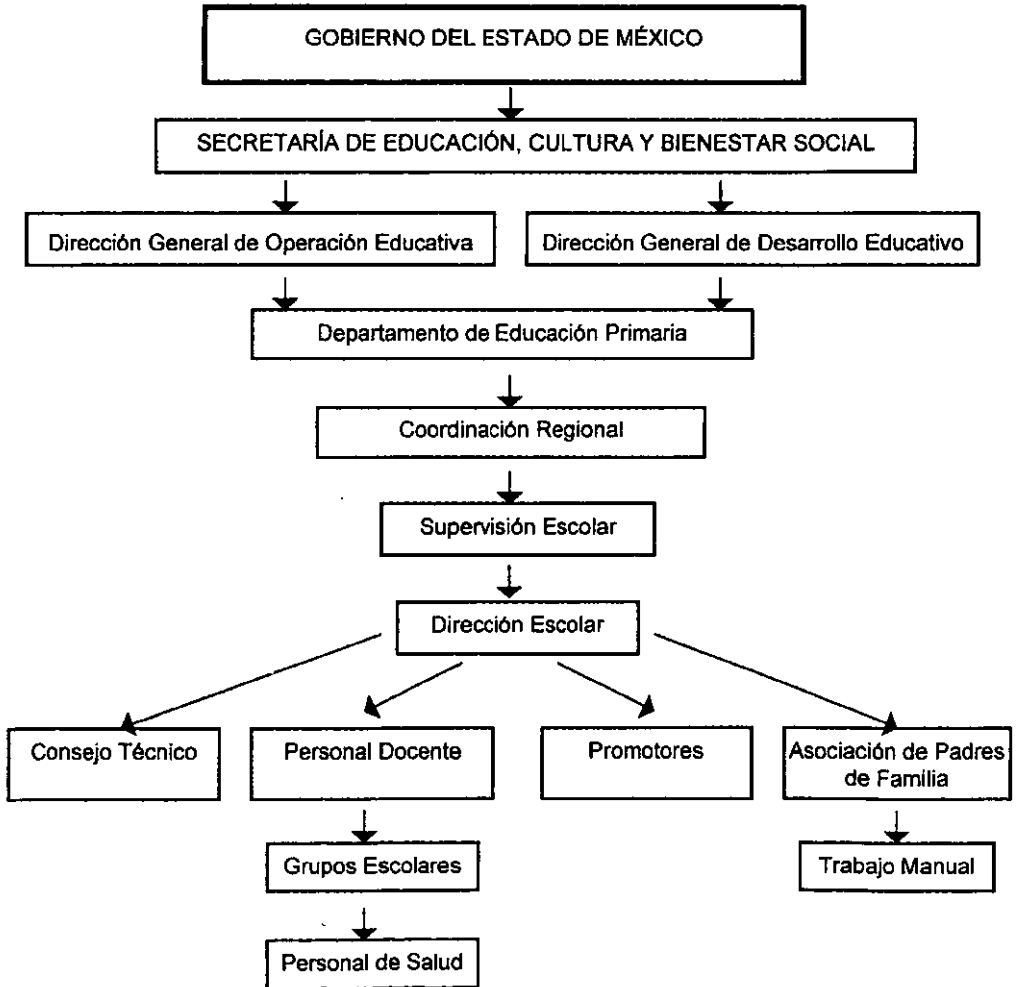 GOBIERNO DEL ESTADO DE MÉXICO
SECRETARÍA DE EDUCACIÓN, CULTURA Y BIENESTAR SOCIAL
Dirección General de Operación Educativa
Dirección General de Desarrollo Educativo
Departamento de Educación Primaria
Coordinación Regional
Supervisión Escolar
Dirección Escolar
Consejo Técnico
Personal Docente
Promotores
Asociación de Padres
de Familia
Grupos Escolares
Trabajo Manual
Personal de Salud